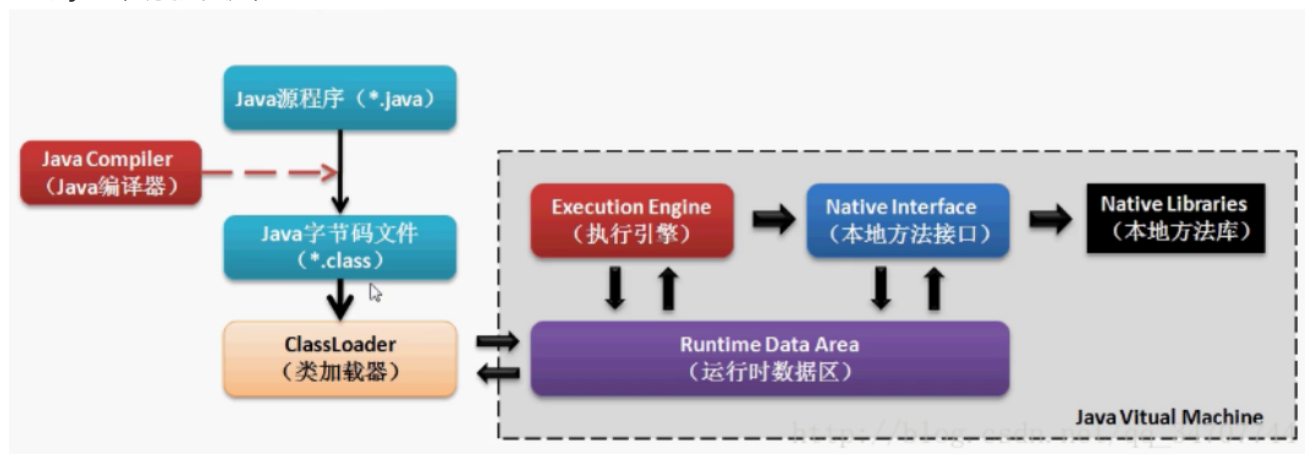 Java源程序（*.java）
Java Compiler
（Java编译器）
Java字节码文件
（*.class）
ClassLoader
（类加载器）
Execution Engine
（执行引擎）
Native Interface
（本地方法接口）
Native Libraries
（本地方法库）
Runtime Data Area
（运行时数据区）
Java Vitual Machine